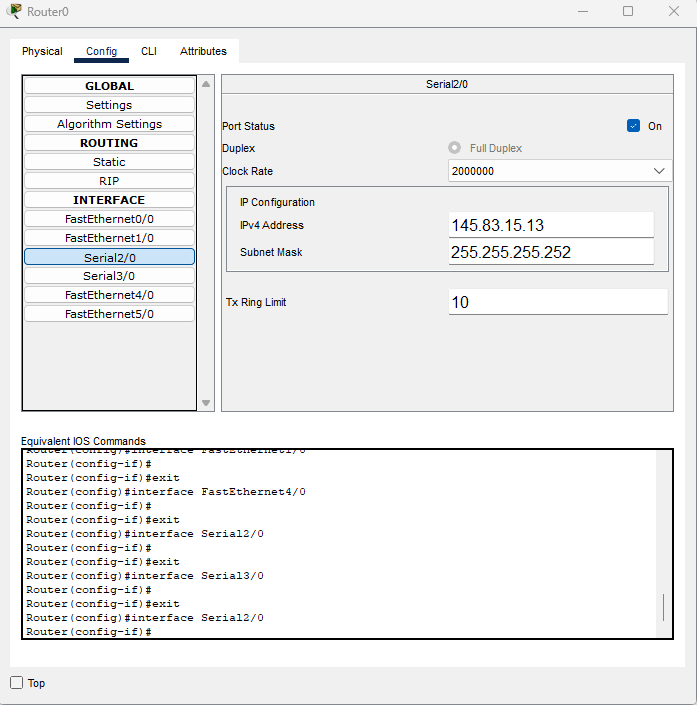 Router0
Physical Config CLI Attributes
GLOBAL
Settings
Algorithm Settings
ROUTING
Static
RIP
INTERFACE
FastEthernet0/0
FastEthernet1/0
Serial2/0
Serial3/0
FastEthernet4/0
FastEthernet5/0
Serial2/0
Port Status On
Duplex Full Duplex
Clock Rate 2000000
IP Configuration
IPv4 Address 145.83.15.13
Subnet Mask 255.255.255.252
Tx Ring Limit 10
Equivalent IOS Commands
Router(config)#interface FastEthernet1/0
Router(config-if)#
Router(config-if)#exit
Router(config)#interface FastEthernet4/0
Router(config-if)#
Router(config-if)#exit
Router(config)#interface Serial2/0
Router(config-if)#
Router(config-if)#exit
Router(config)#interface Serial3/0
Router(config-if)#
Router(config-if)#exit
Router(config)#interface Serial2/0
Router(config-if)#
Top